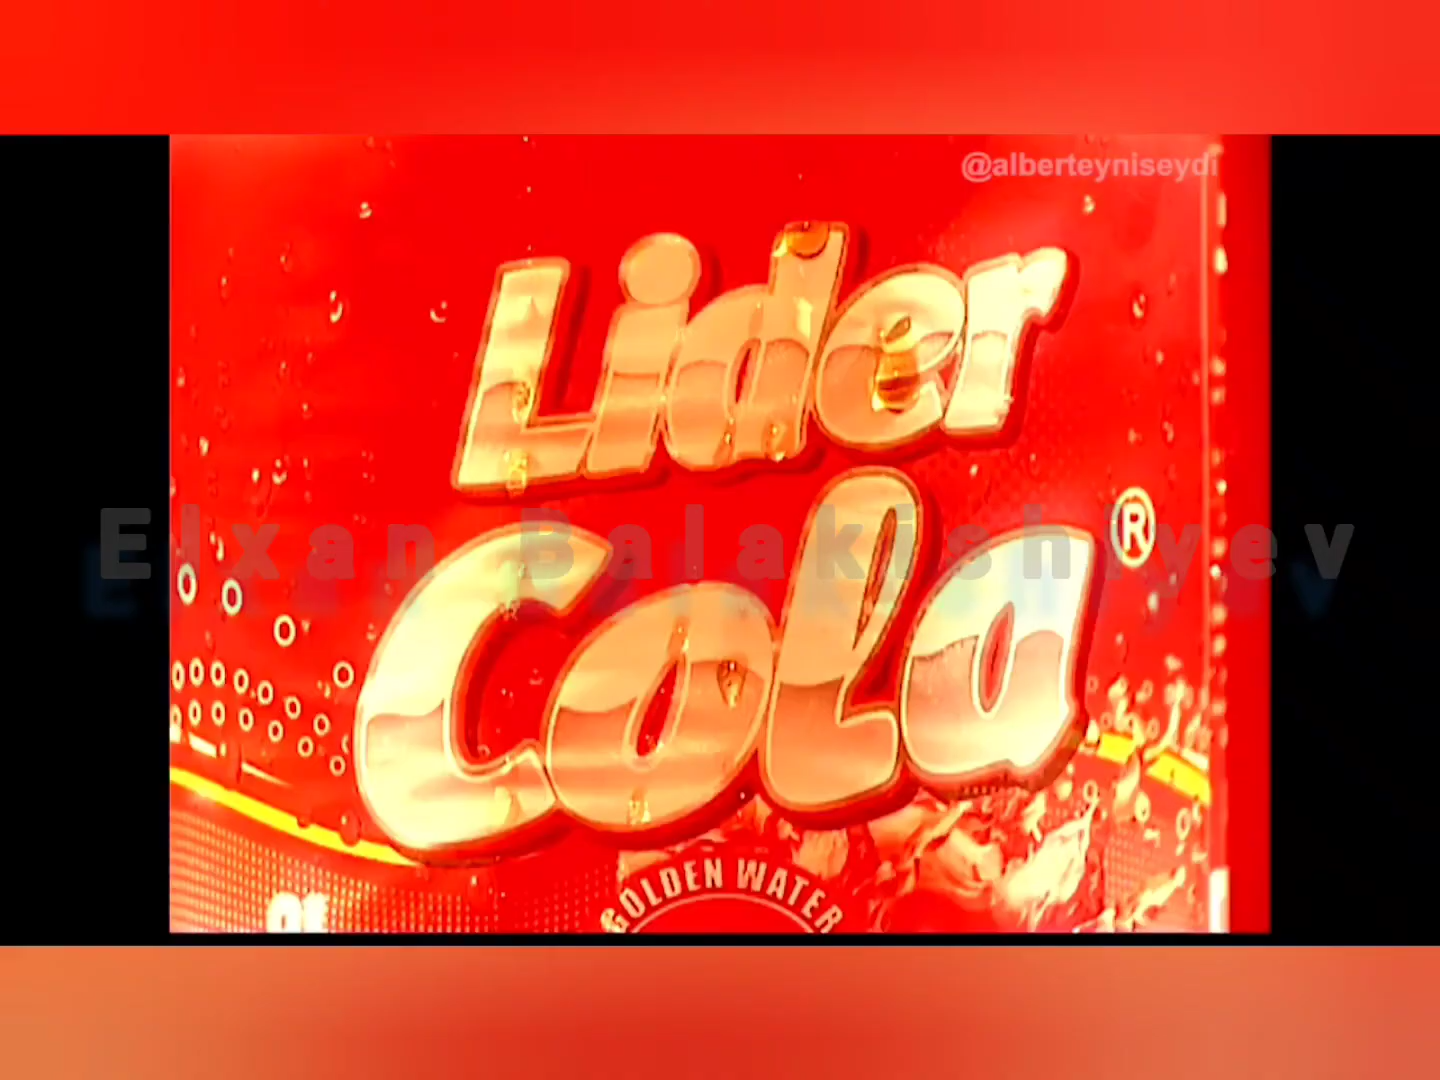 @alberteyniseydi
Lider
Cola
®
Elxan Balakishiyev
GOLDEN WATER